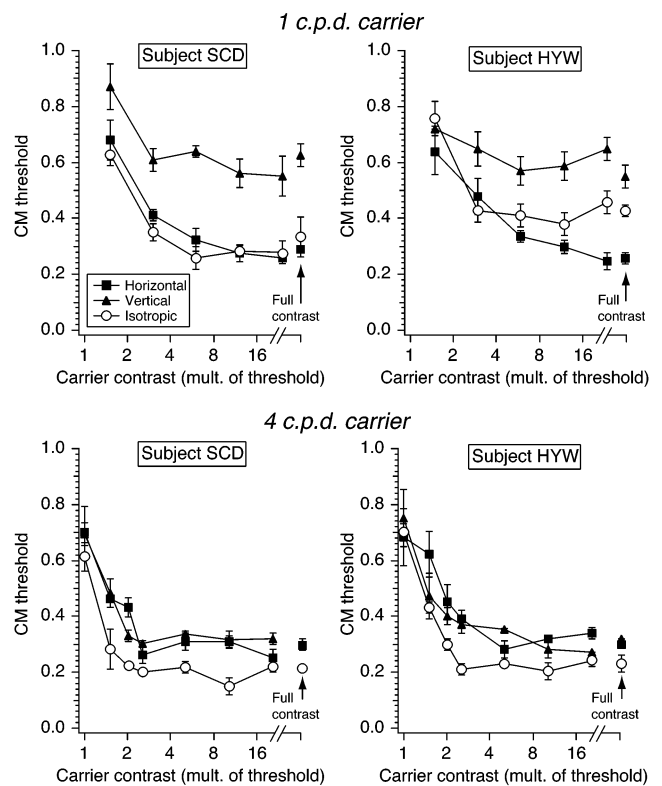 1 c.p.d. carrier
Subject SCD
Subject HYW
1.0
0.8
0.6
0.4
0.2
0.0
CM threshold
Horizontal
Vertical
Isotropic
Full
contrast
1 2 4 8 16
Carrier contrast (mult. of threshold)
1.0
0.8
0.6
0.4
0.2
0.0
CM threshold
Full
contrast
1 2 4 8 16
Carrier contrast (mult. of threshold)
4 c.p.d. carrier
Subject SCD
Subject HYW
1.0
0.8
0.6
0.4
0.2
0.0
CM threshold
Full
contrast
1 2 4 8 16
Carrier contrast (mult. of threshold)
1.0
0.8
0.6
0.4
0.2
0.0
CM threshold
Full
contrast
1 2 4 8 16
Carrier contrast (mult. of threshold)